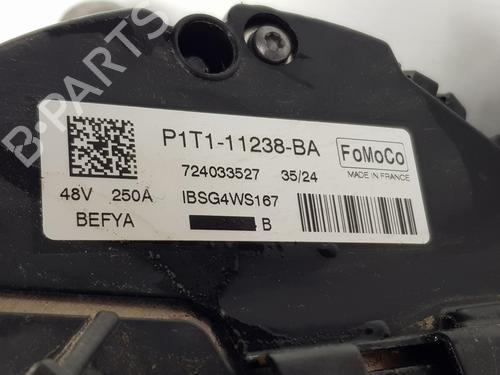 P1T1-11238-BA
FoMoCo
724033527 35/24
MADE IN FRANCE
48V 250A IBSG4WS167
BEFYA B
B-PARTS